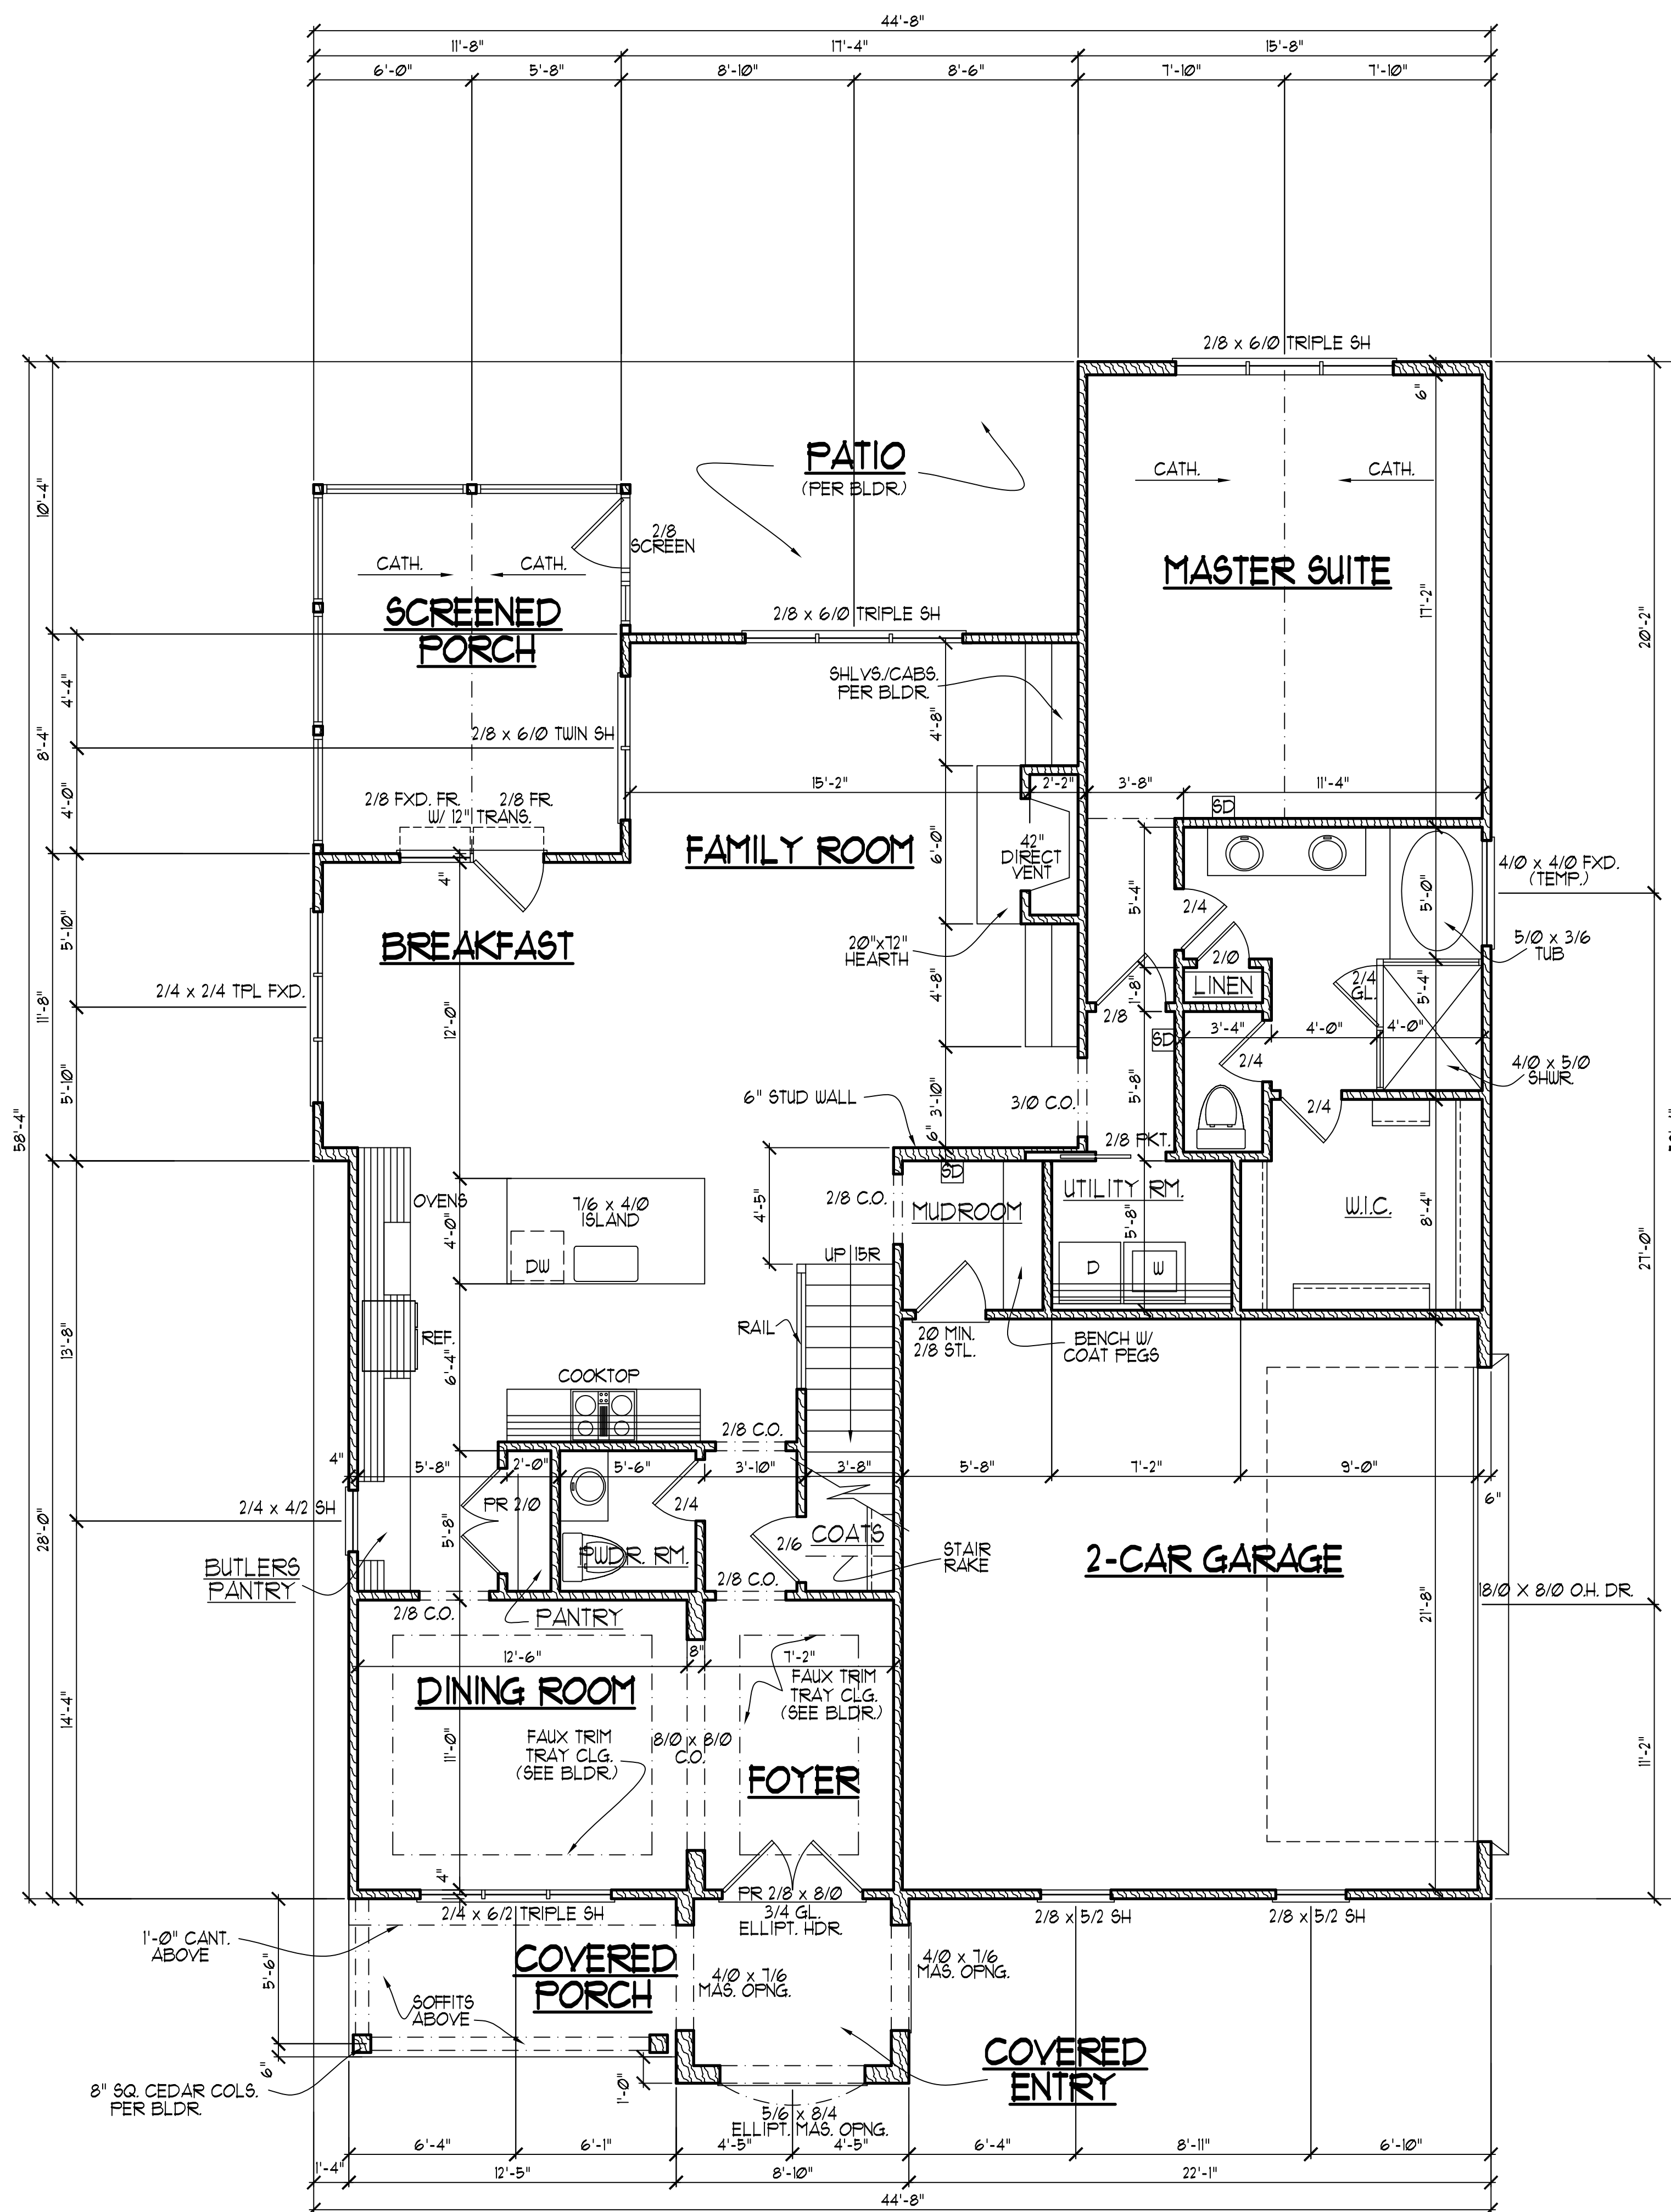 44'-8"
11'-8"
17'-4"
15'-8"
6'-0"
5'-8"
8'-10"
8'-6"
7'-10"
7'-10"
2/8 x 6/0 TRIPLE SH
6"
PATIO
(PER BLDR.)
CATH.
CATH.
10'-4"
2/8
SCREEN
CATH.
CATH.
MASTER SUITE
17'-2"
20'-2"
SCREENED
PORCH
2/8 x 6/0 TRIPLE SH
SHLVS./CABS.
PER BLDR.
4'-4"
4'-8"
8'-4"
2/8 x 6/0 TWIN SH
4'-0"
15'-2"
2'-2"
3'-8"
11'-4"
2/8 FXD. FR.
2/8 FR.
W/ 12" TRANS.
SD
FAMILY ROOM
6'-0"
42"
DIRECT
VENT
4"
4/0 x 4/0 FXD.
(TEMP.)
5'-4"
2/4
5'-0"
BREAKFAST
5'-10"
20"x72"
HEARTH
5/0 x 3/6
TUB
2/0
LINEN
2/4
GL.
5'-4"
1'-8"
4'-8"
2/4 x 2/4 TPL FXD.
11'-8"
12'-0"
2/8
SD
3'-4"
4'-0"
4'-0"
2/4
4/0 x 5/0
SHWR.
5'-10"
5'-8"
3'-10"
6" STUD WALL
3/0 C.O.
2/4
6"
2/8 PKT.
58'-4"
SD
OVENS
7/6 x 4/0
ISLAND
4'-0"
4'-5"
2/8 C.O.
MUDROOM
UTILITY RM.
W.I.C.
8'-4"
5'-8"
DW
UP 15R
D
W
27'-0"
13'-8"
REF.
6'-4"
RAIL
20 MIN.
2/8 STL.
BENCH W/
COAT PEGS
COOKTOP
2/8 C.O.
4"
5'-8"
2'-0"
5'-6"
3'-10"
3'-8"
5'-8"
7'-2"
9'-0"
6"
2/4 x 4/2 SH
PR 2/0
2/4
28'-0"
5'-8"
2/6
COATS
STAIR
RAKE
2-CAR GARAGE
BUTLERS
PANTRY
PWDR. RM.
2/8 C.O.
18/0 X 8/0 O.H. DR.
21'-8"
2/8 C.O.
PANTRY
12'-6"
8"
7'-2"
DINING ROOM
FAUX TRIM
TRAY CLG.
(SEE BLDR.)
14'-4"
11'-0"
FAUX TRIM
TRAY CLG.
(SEE BLDR.)
8/0 x 8/0
C.O.
FOYER
11'-2"
4"
PR 2/8 x 8/0
3/4 GL.
ELLIPT. HDR.
2/4 x 6/2 TRIPLE SH
2/8 x 5/2 SH
2/8 x 5/2 SH
1'-0" CANT.
ABOVE
COVERED
PORCH
4/0 x 7/6
MAS. OPNG.
4/0 x 7/6
MAS. OPNG.
5'-6"
SOFFITS
ABOVE
6"
COVERED
ENTRY
8" SQ. CEDAR COLS.
PER BLDR.
1'-0"
5/6 x 8/4
ELLIPT. MAS. OPNG.
6'-4"
6'-1"
4'-5"
4'-5"
6'-4"
8'-11"
6'-10"
1'-4"
12'-5"
8'-10"
22'-1"
44'-8"